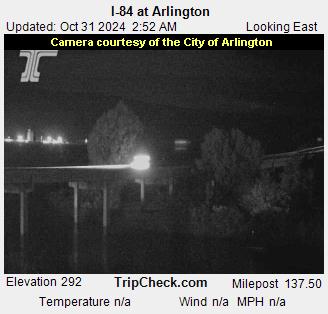 I-84 at Arlington
Updated: Oct 31 2024 2:52 AM Looking East
Camera courtesy of the City of Arlington
Elevation 292 TripCheck.com Milepost 137.50
Temperature n/a Wind n/a MPH n/a